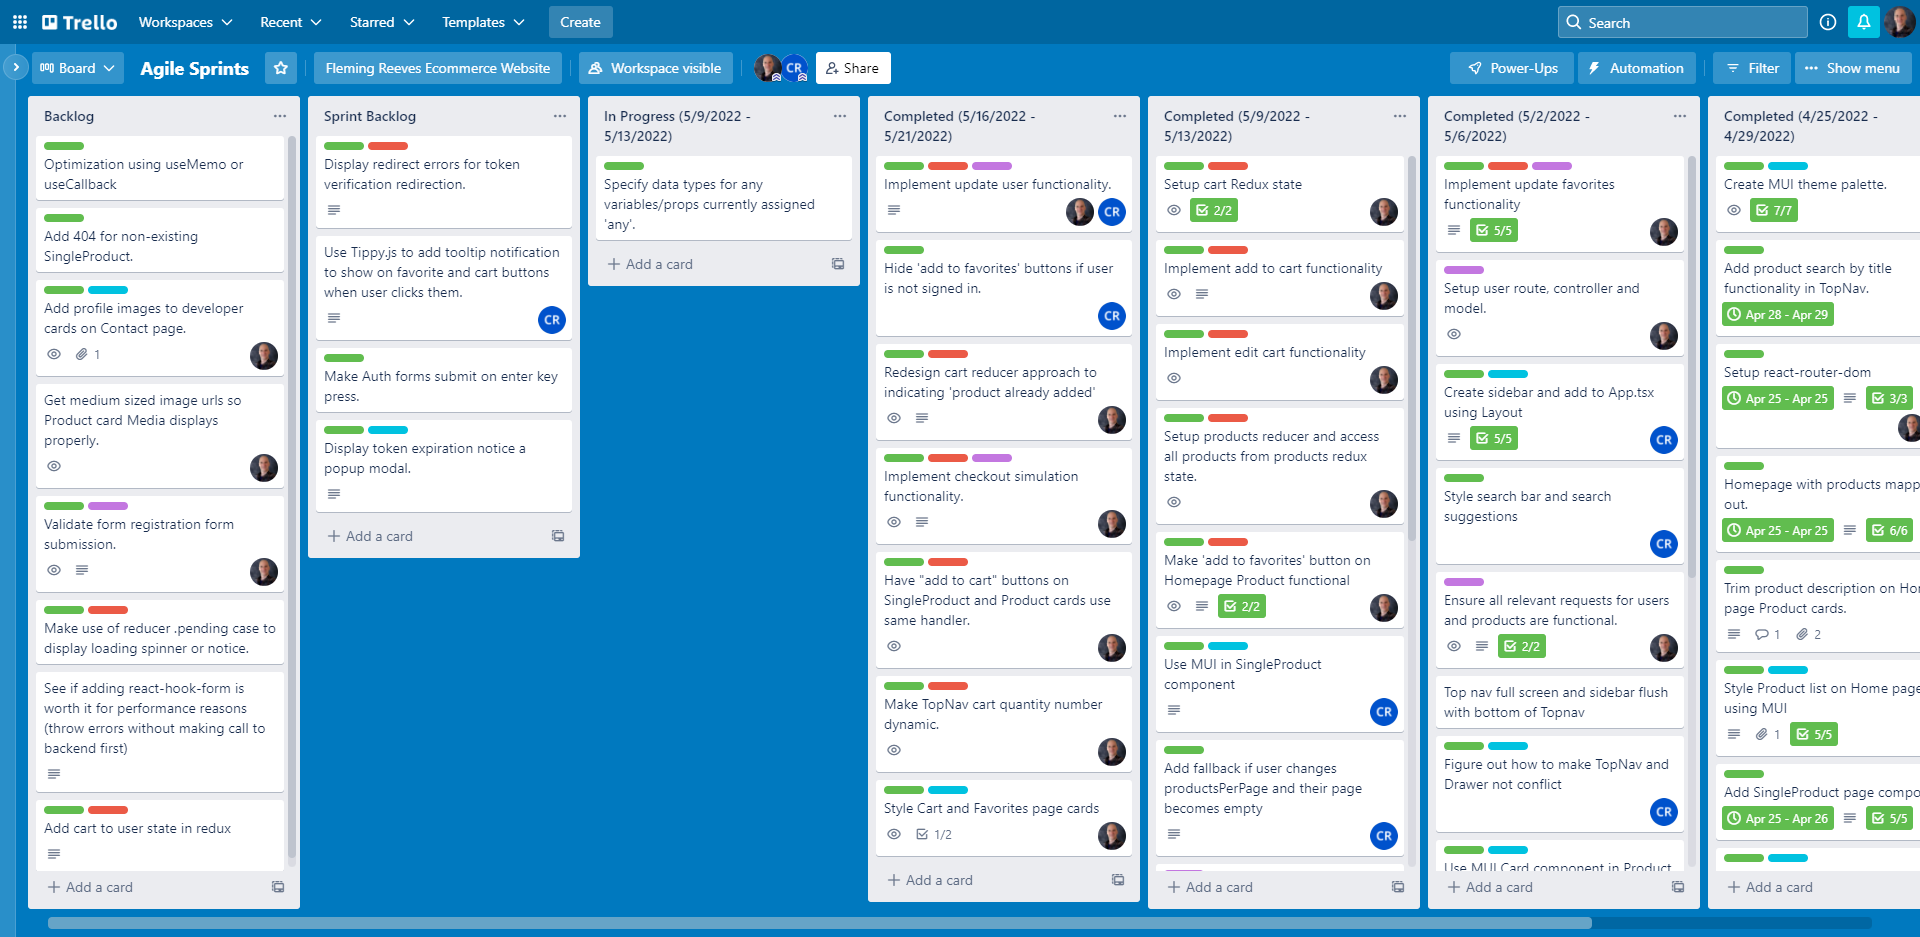 Trello
Workspaces
Recent
Starred
Templates
Create
Search
Board
Agile Sprints
Fleming Reeves Ecommerce Website
Workspace visible
CR
Share
Power-Ups
Automation
Filter
Show menu
Backlog
Optimization using useMemo or
useCallback
Add 404 for non-existing
SingleProduct.
Add profile images to developer
cards on Contact page.
1
Get medium sized image urls so
Product card Media displays
properly.
Validate form registration form
submission.
Make use of reducer .pending case to
display loading spinner or notice.
See if adding react-hook-form is
worth it for performance reasons
(throw errors without making call to
backend first)
Add cart to user state in redux
Add a card
Sprint Backlog
Display redirect errors for token
verification redirection.
Use Tippy.js to add tooltip notification
to show on favorite and cart buttons
when user clicks them.
CR
Make Auth forms submit on enter key
press.
Display token expiration notice a
popup modal.
Add a card
In Progress (5/9/2022 -
5/13/2022)
Specify data types for any
variables/props currently assigned
'any'.
Add a card
Completed (5/16/2022 -
5/21/2022)
Implement update user functionality.
CR
Hide 'add to favorites' buttons if user
is not signed in.
CR
Redesign cart reducer approach to
indicating 'product already added'
Implement checkout simulation
functionality.
Have "add to cart" buttons on
SingleProduct and Product cards use
same handler.
Make TopNav cart quantity number
dynamic.
Style Cart and Favorites page cards
1/2
Add a card
Completed (5/9/2022 -
5/13/2022)
Setup cart Redux state
2/2
Implement add to cart functionality
Implement edit cart functionality
Setup products reducer and access
all products from products redux
state.
Make 'add to favorites' button on
Homepage Product functional
2/2
Use MUI in SingleProduct
component
CR
Add fallback if user changes
productsPerPage and their page
becomes empty
CR
Add a card
Completed (5/2/2022 -
5/6/2022)
Implement update favorites
functionality
5/5
Setup user route, controller and
model.
Create sidebar and add to App.tsx
using Layout
5/5
CR
Style search bar and search
suggestions
CR
Ensure all relevant requests for users
and products are functional.
2/2
Top nav full screen and sidebar flush
with bottom of Topnav
Figure out how to make TopNav and
Drawer not conflict
CR
Use MUI Card component in Product
Add a card
Completed (4/25/2022 -
4/29/2022)
Create MUI theme palette.
7/7
Add product search by title
functionality in TopNav.
Apr 28 - Apr 29
Setup react-router-dom
Apr 25 - Apr 25
3/3
Homepage with products mapp
out.
Apr 25 - Apr 25
6/6
Trim product description on Hom
page Product cards.
1
2
Style Product list on Home page
using MUI
1
5/5
Add SingleProduct page compo
Apr 25 - Apr 26
5/5
Add a card